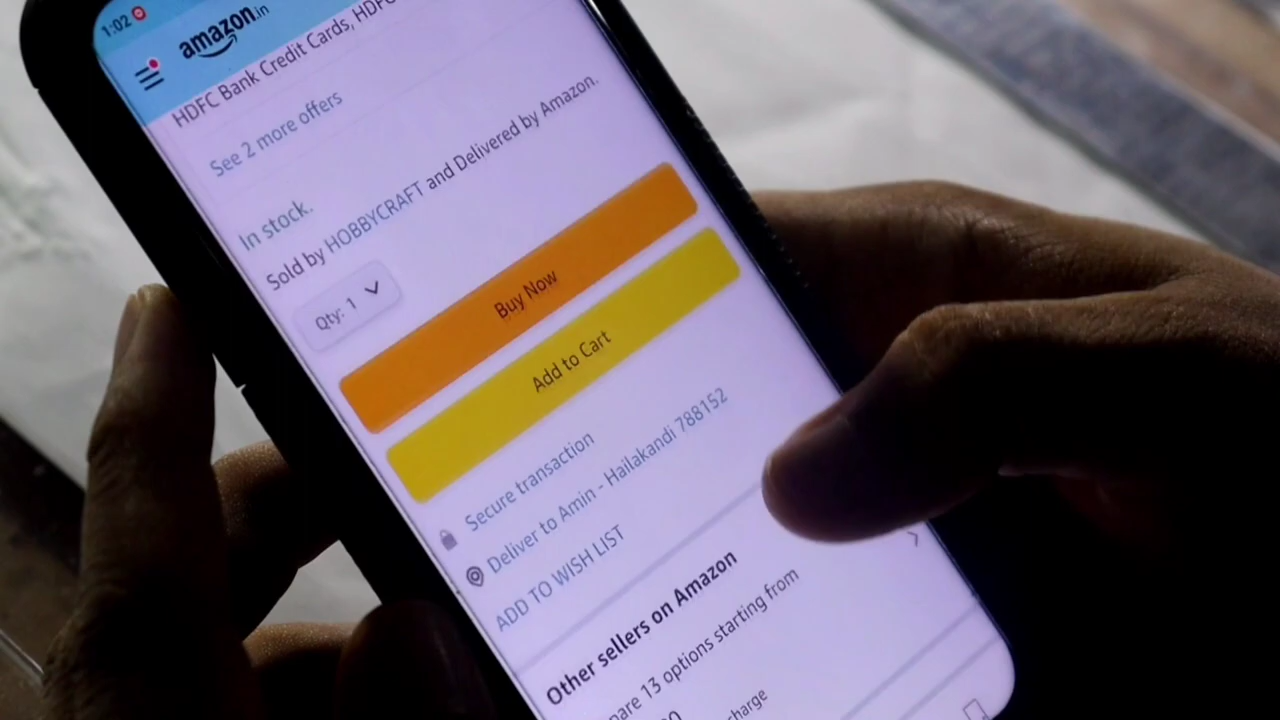 1:02
amazon.in
HDFC Bank Credit Cards, HDFC
See 2 more offers
In stock.
Sold by HOBBYCRAFT and Delivered by Amazon.
Qty: 1
Buy Now
Add to Cart
Secure transaction
Deliver to Amin - Hailakandi 788152
ADD TO WISH LIST
Other sellers on Amazon
pare 13 options starting from
charge